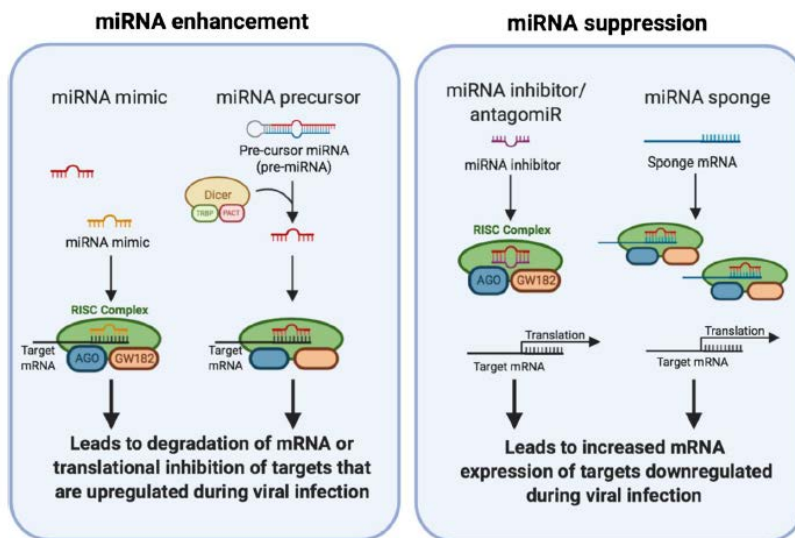 miRNA enhancement
miRNA mimic
miRNA precursor
Pre-cursor miRNA
(pre-miRNA)
Dicer
TRBP
PACT
miRNA mimic
RISC Complex
Target
mRNA
AGO
GW182
Target
mRNA
Leads to degradation of mRNA or
translational inhibition of targets that
are upregulated during viral infection
miRNA suppression
miRNA inhibitor/
antagomiR
miRNA sponge
miRNA inhibitor
Sponge mRNA
RISC Complex
AGO
GW182
Translation
Target mRNA
Translation
Target mRNA
Leads to increased mRNA
expression of targets downregulated
during viral infection